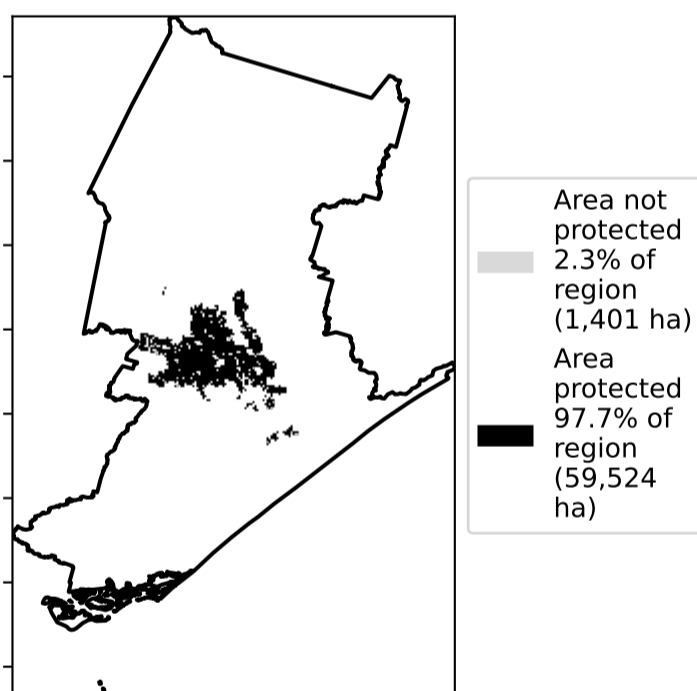 Area not
protected
2.3% of
region
(1,401 ha)
Area
protected
97.7% of
region
(59,524
ha)